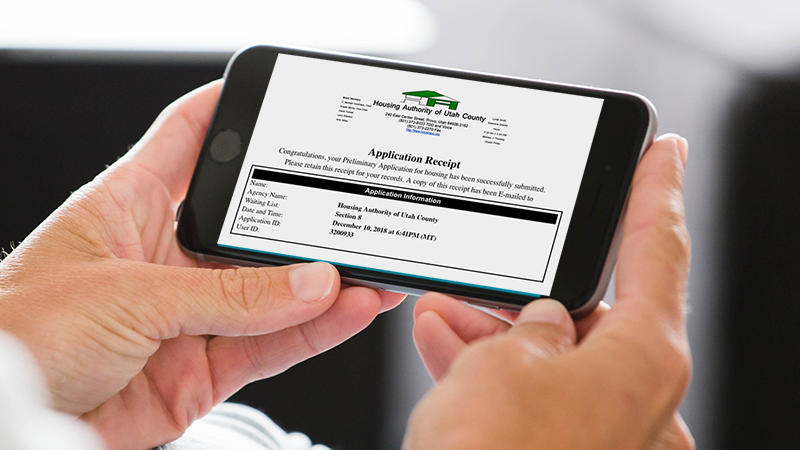 Housing Authority of Utah County
240 East Center Street, Provo, Utah 84606-3162
(801) 373-8333 TDD and Voice
(801) 373-2270 Fax
Application Receipt
Congratulations, your Preliminary Application for housing has been successfully submitted.
Please retain this receipt for your records. A copy of this receipt has been E-mailed to
Application Information
Name:
Agency Name: Housing Authority of Utah County
Waiting List: Section 8
Date and Time: December 10, 2018 at 6:41PM (MT)
Application ID: 3200933
User ID: